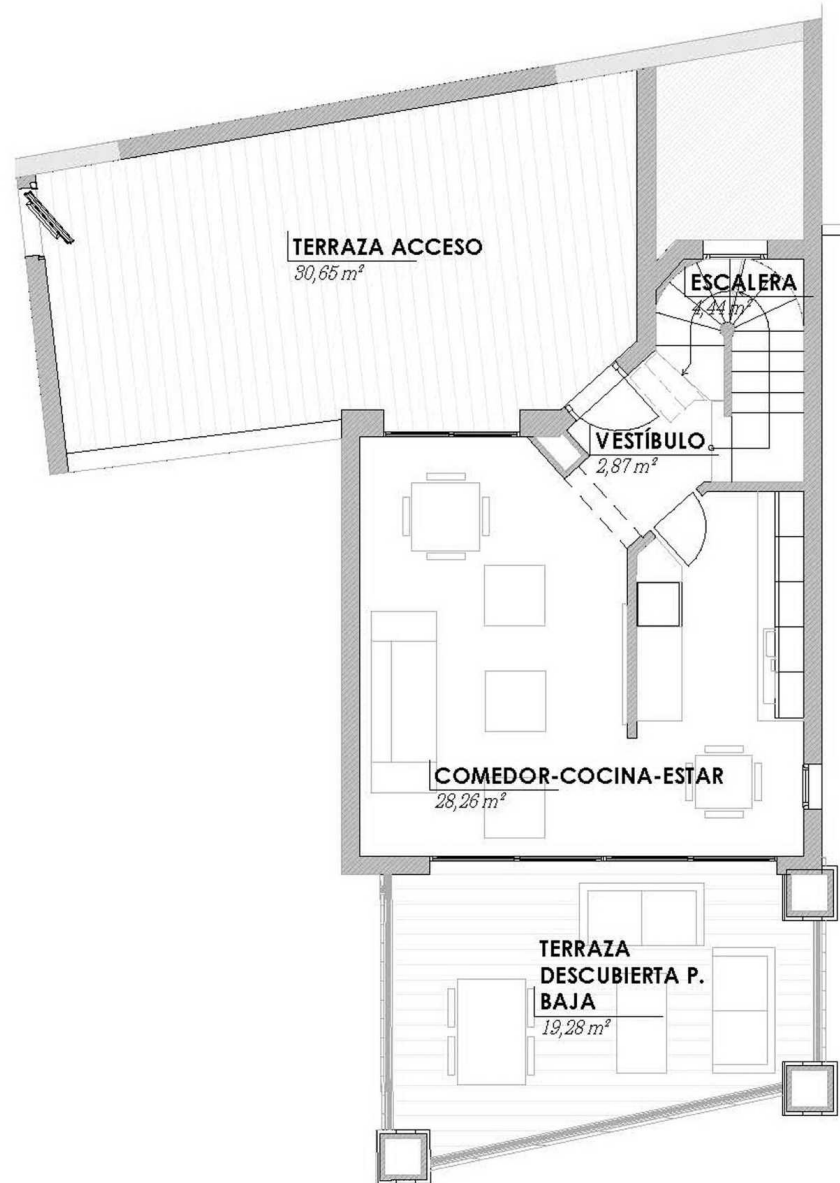 TERRAZA ACCESO
30,65 m²
ESCALERA
4,44 m²
VESTÍBULO
2,87 m²
COMEDOR-COCINA-ESTAR
28,26 m²
TERRAZA
DESCUBIERTA P.
BAJA
19,28 m²